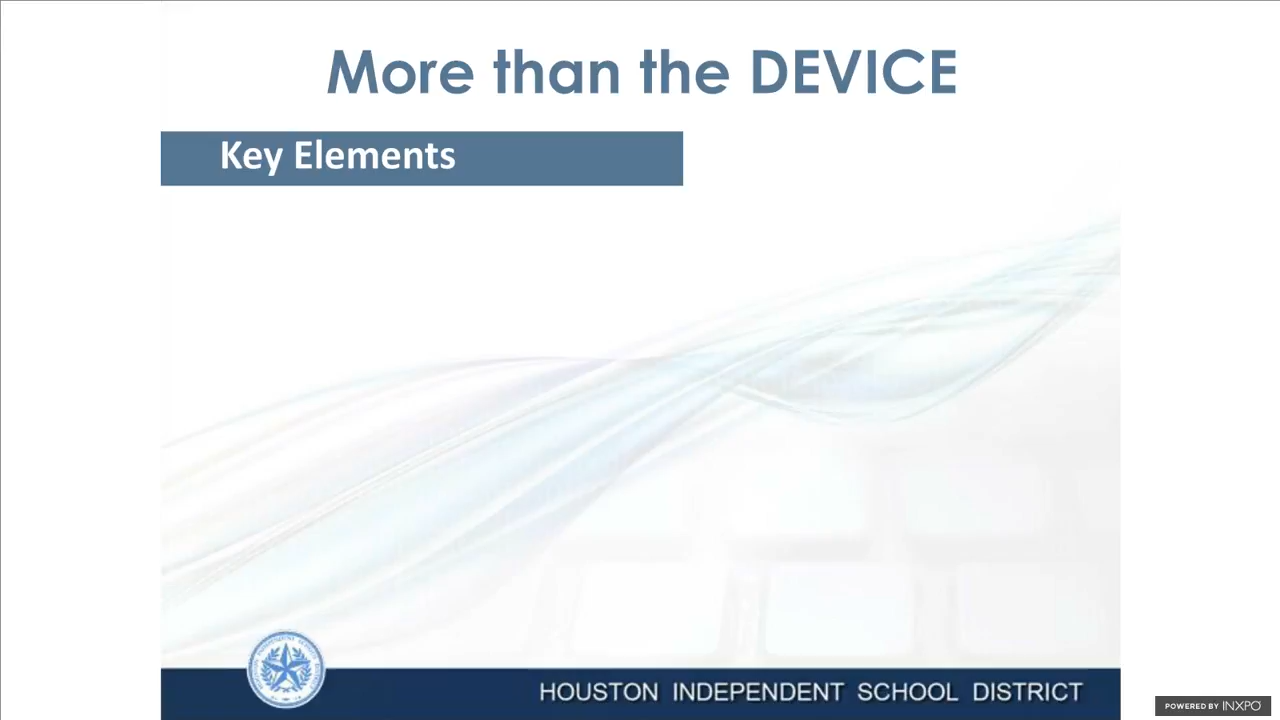 More than the DEVICE
Key Elements
HOUSTON INDEPENDENT SCHOOL DISTRICT
POWERED BY INXPO